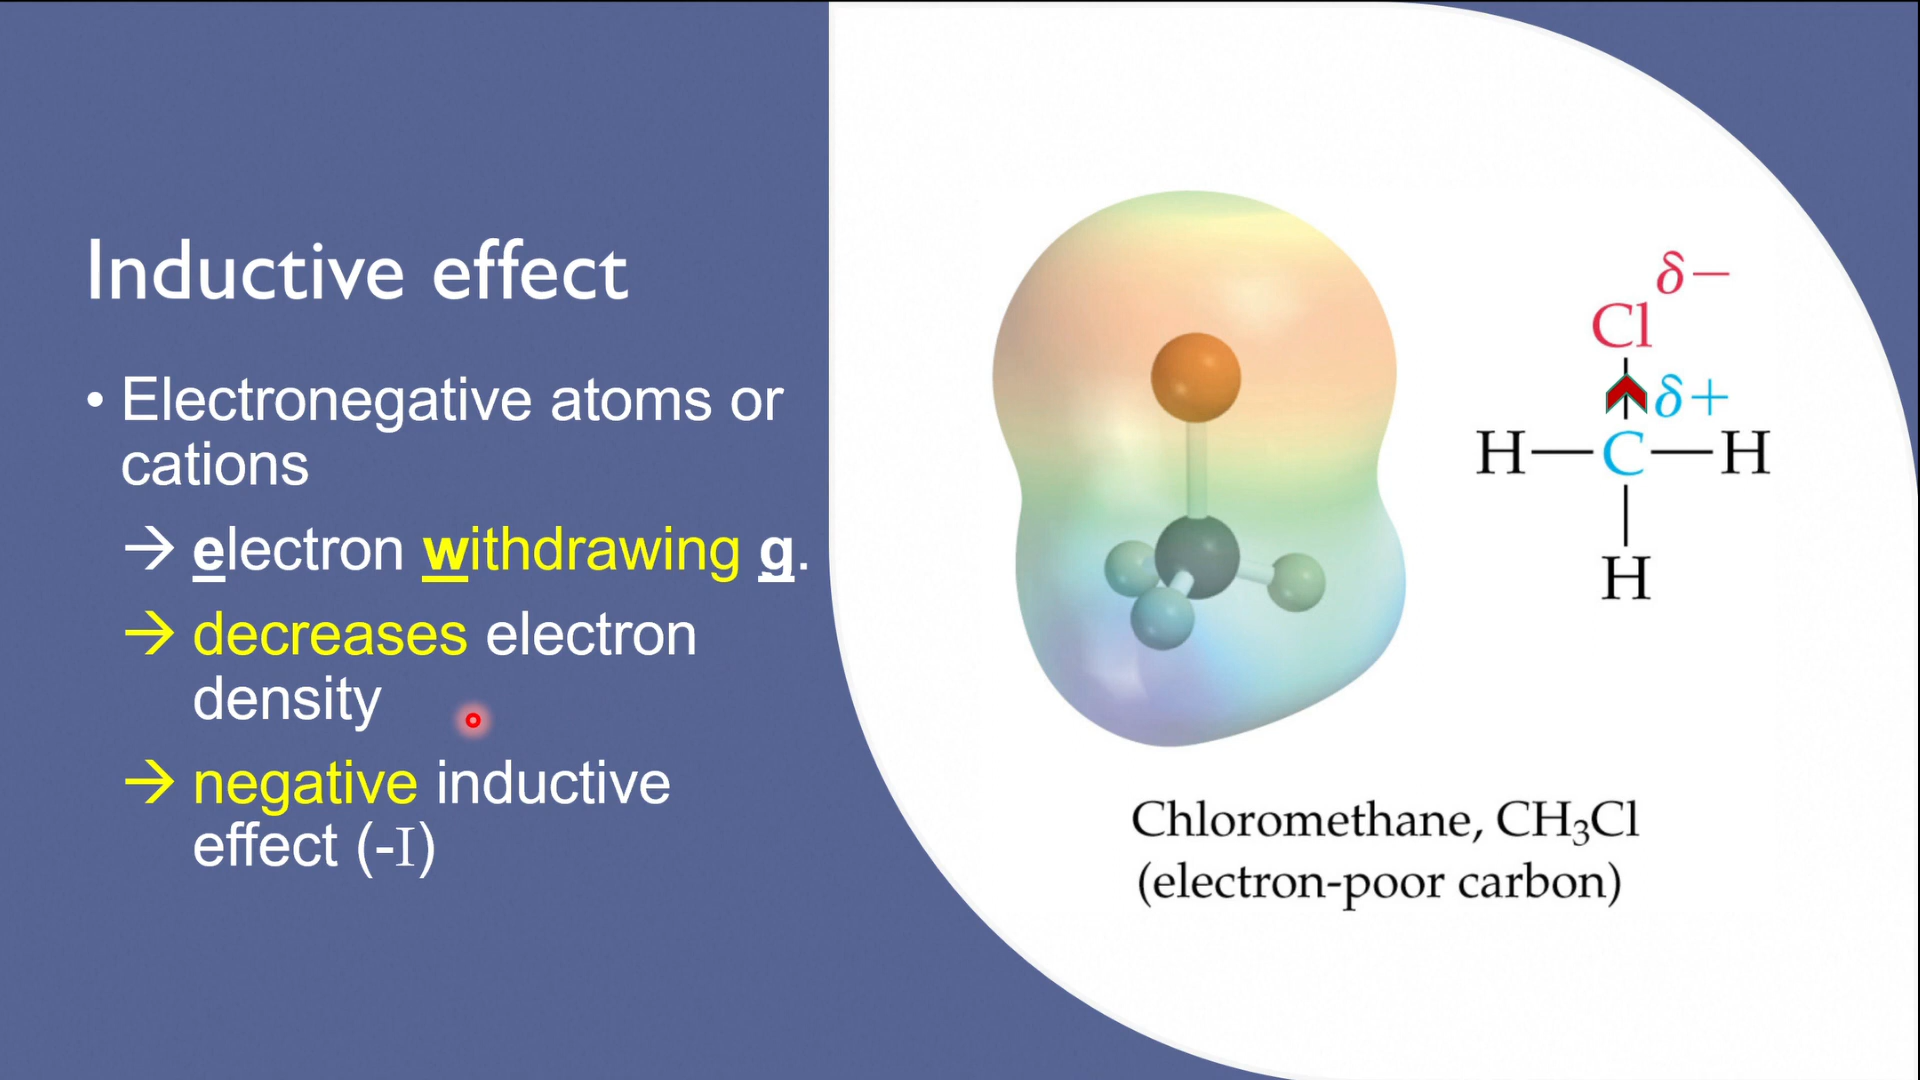 Inductive effect
• Electronegative atoms or
cations
→ electron withdrawing g.
→ decreases electron
density
→ negative inductive
effect (-I)
δ−
Cl
δ+
H—C—H
H
Chloromethane, CH₃Cl
(electron-poor carbon)